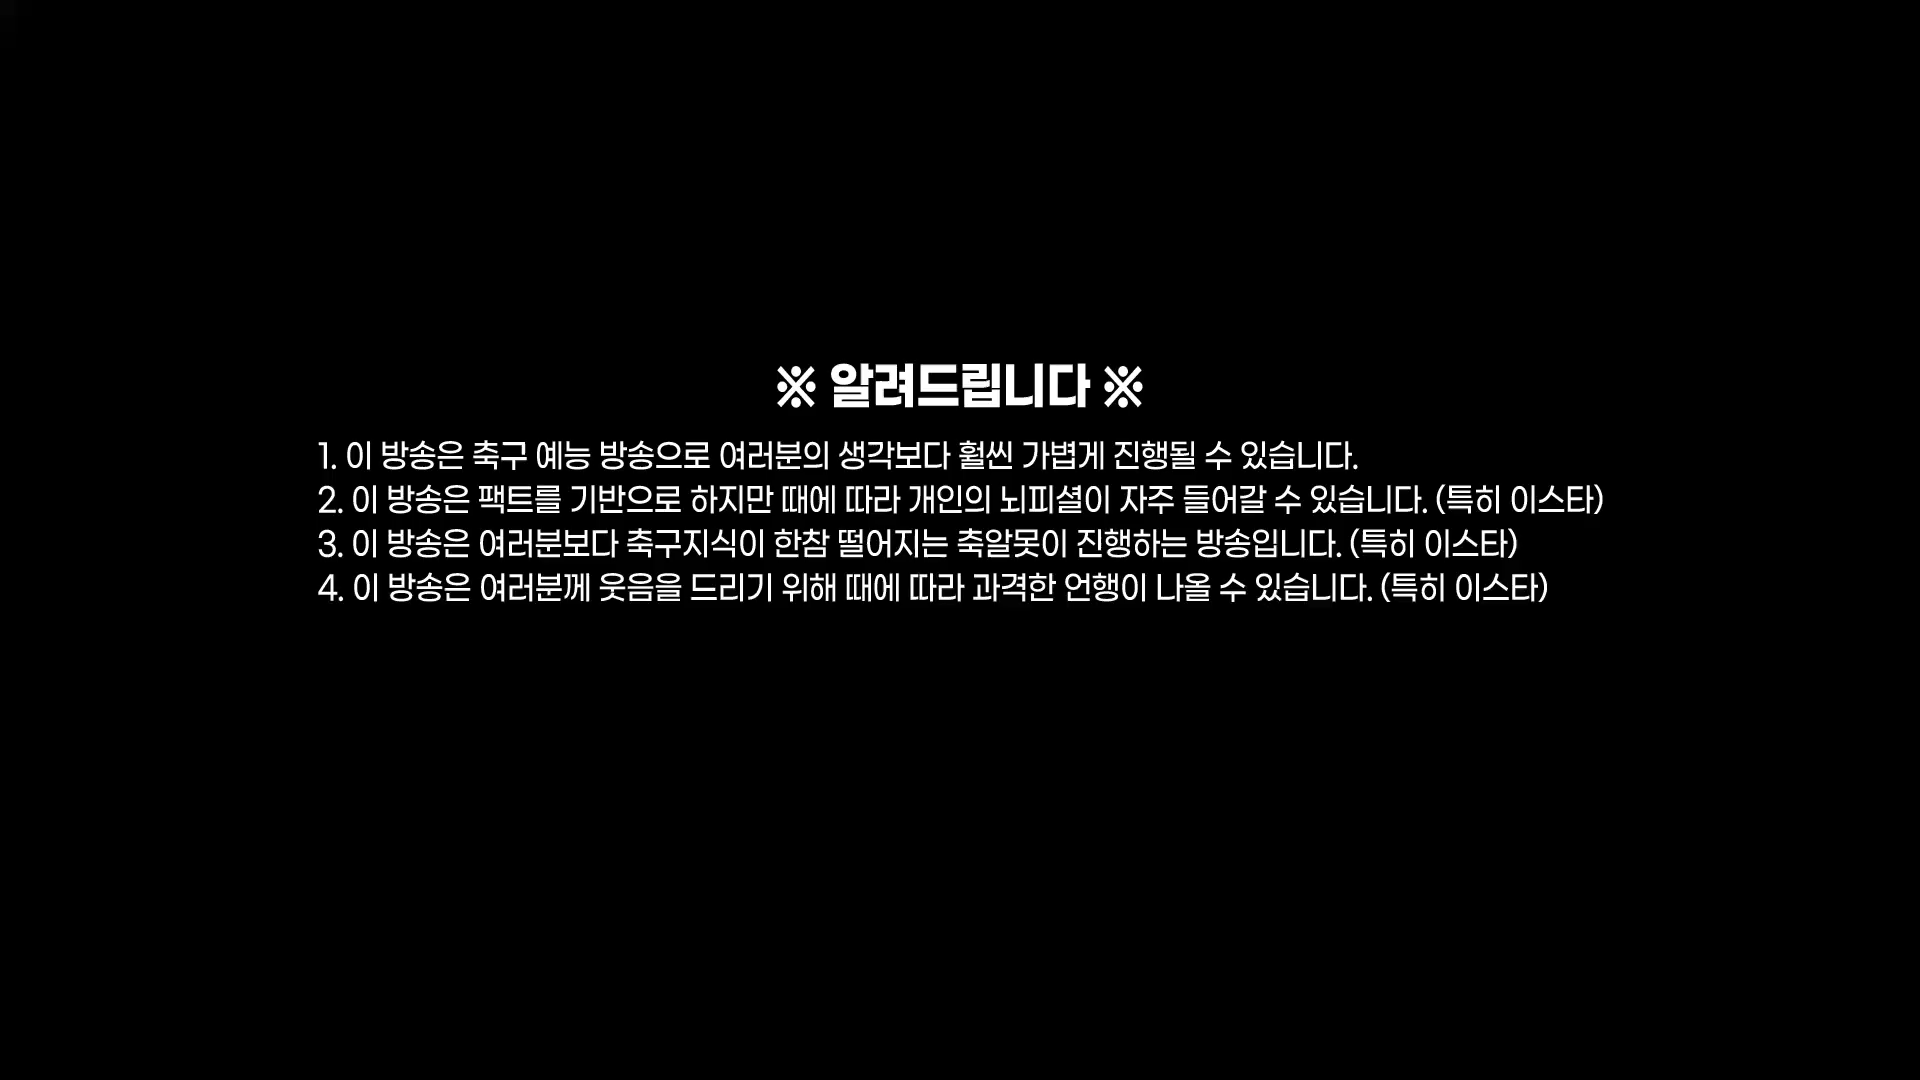 ※ 알려드립니다 ※
1. 이 방송은 축구 예능 방송으로 여러분의 생각보다 훨씬 가볍게 진행될 수 있습니다.
2. 이 방송은 팩트를 기반으로 하지만 때에 따라 개인의 뇌피셜이 자주 들어갈 수 있습니다. (특히 이스타)
3. 이 방송은 여러분보다 축구지식이 한참 떨어지는 축알못이 진행하는 방송입니다. (특히 이스타)
4. 이 방송은 여러분께 웃음을 드리기 위해 때에 따라 과격한 언행이 나올 수 있습니다. (특히 이스타)